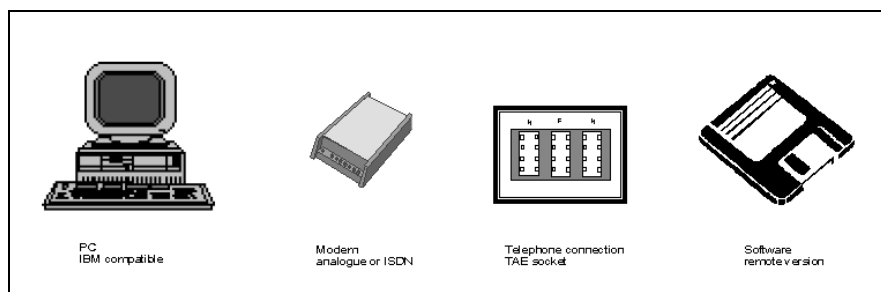 N F N
PC
IBM compatible
Modem
analogue or ISDN
Telephone connection
TAE socket
Software
remote version